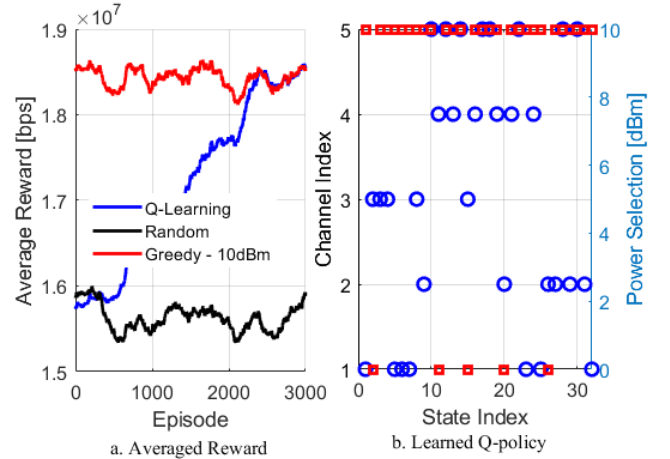 ×10^7
1.9
1.8
1.7
1.6
1.5
Average Reward [bps]
Q-Learning
Random
Greedy - 10dBm
0 1000 2000 3000
Episode
a. Averaged Reward
5
4
3
2
1
Channel Index
10
8
6
4
2
0
Power Selection [dBm]
10 20 30
State Index
b. Learned Q-policy